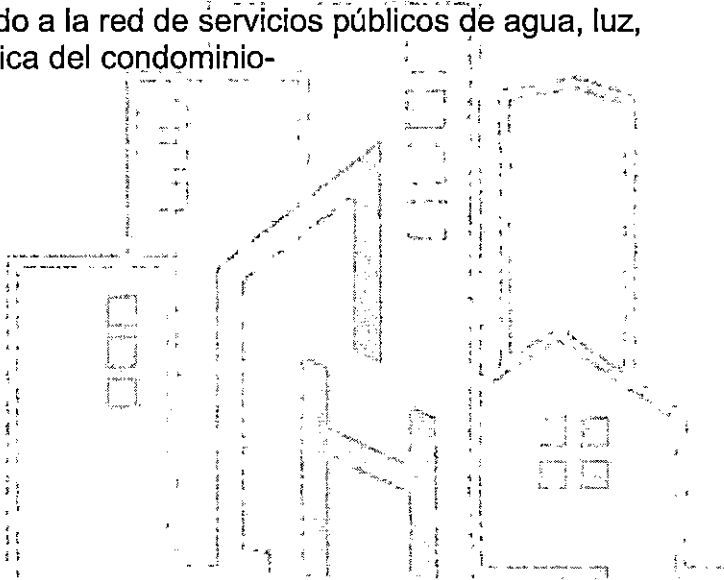 do a la red de servicios públicos de agua, luz,
ica del condominio-